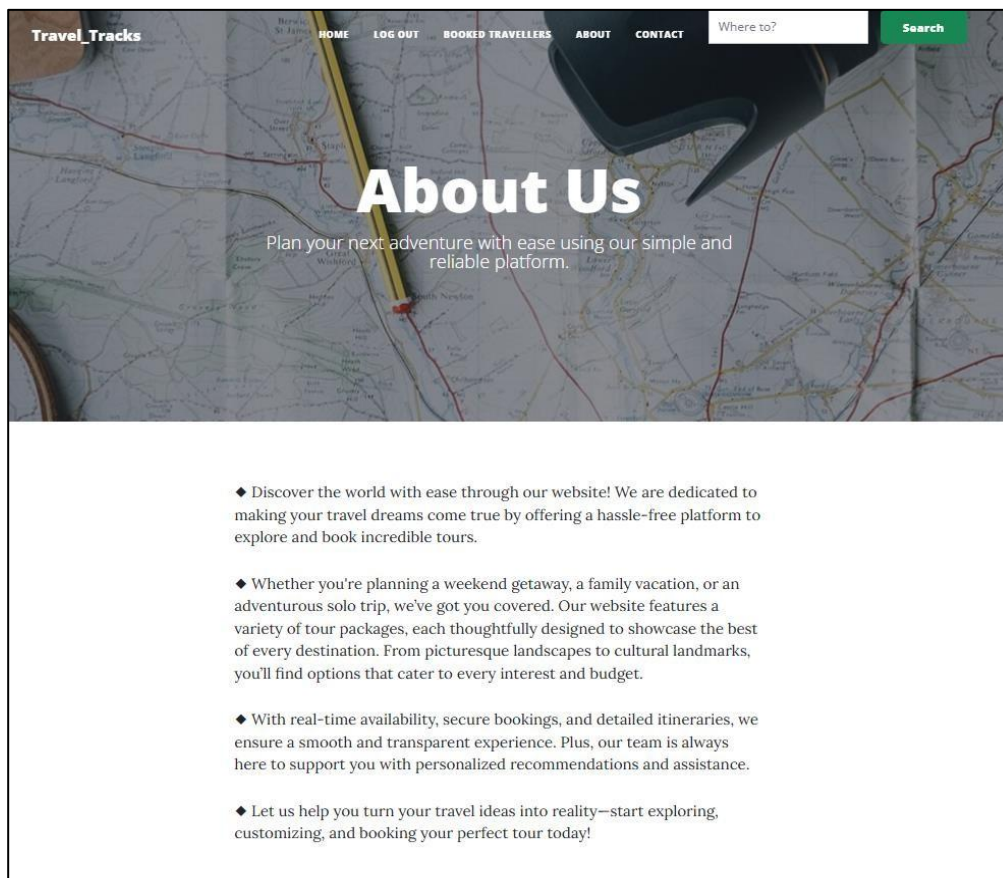 Travel_Tracks
HOME LOG OUT BOOKED TRAVELLERS ABOUT CONTACT
Where to?
Search
About Us
Plan your next adventure with ease using our simple and
reliable platform.
South Newton
◆ Discover the world with ease through our website! We are dedicated to
making your travel dreams come true by offering a hassle-free platform to
explore and book incredible tours.
◆ Whether you're planning a weekend getaway, a family vacation, or an
adventurous solo trip, we’ve got you covered. Our website features a
variety of tour packages, each thoughtfully designed to showcase the best
of every destination. From picturesque landscapes to cultural landmarks,
you’ll find options that cater to every interest and budget.
◆ With real-time availability, secure bookings, and detailed itineraries, we
ensure a smooth and transparent experience. Plus, our team is always
here to support you with personalized recommendations and assistance.
◆ Let us help you turn your travel ideas into reality—start exploring,
customizing, and booking your perfect tour today!